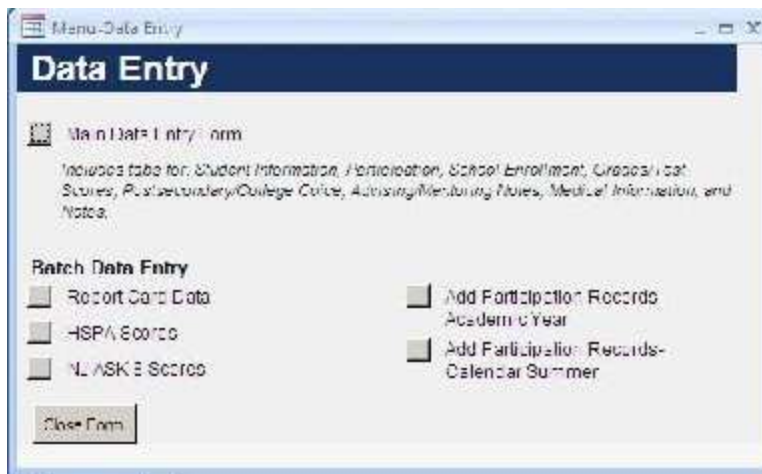 Menu-Data Entry
Data Entry
Main Data Entry Form
Includes tabs for: Student Information, Participation, School Enrollment, Grades/Test
Scores, Postsecondary/College Coice, Advising/Mentoring Notes, Medical Information, and
Notes.
Batch Data Entry
Report Card Data
HSPA Scores
NJ ASK 8 Scores
Add Participation Records
Academic Year
Add Participation Records-
Calendar Summer
Close Form